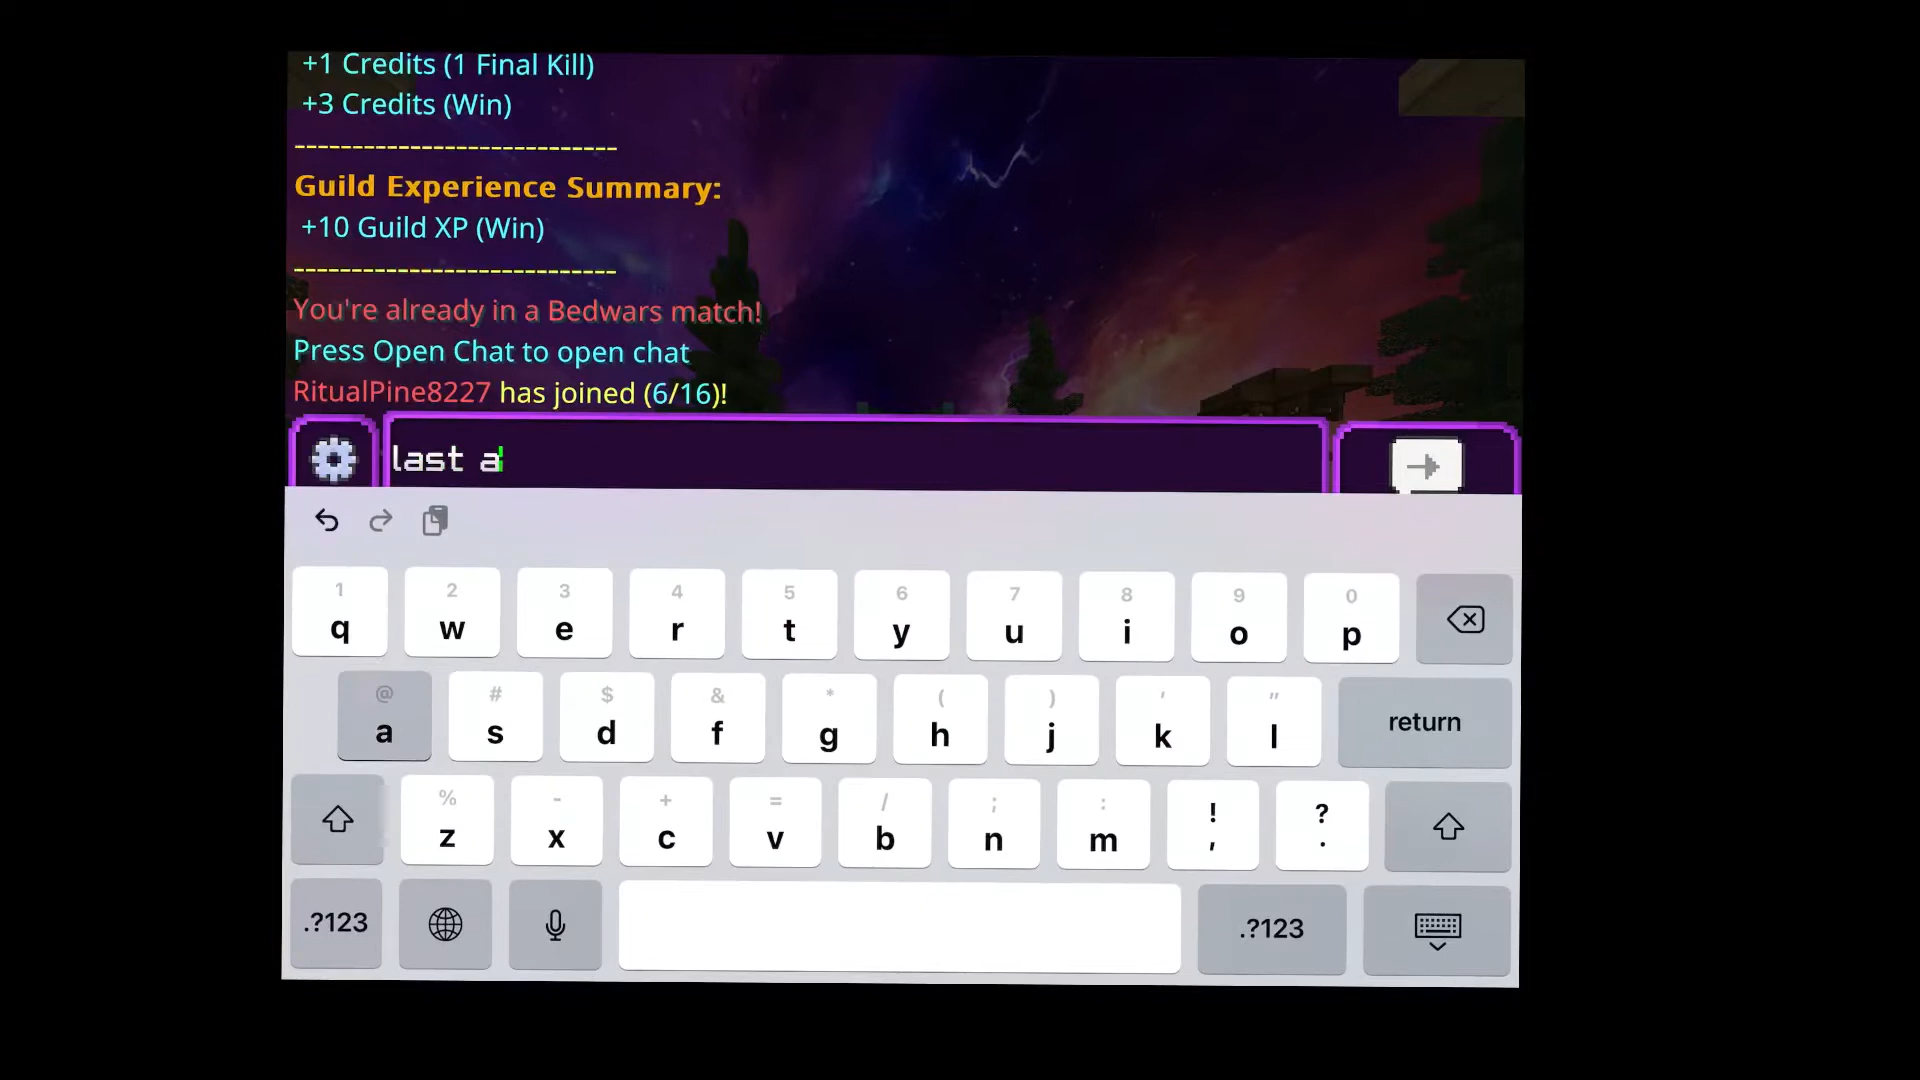 +1 Credits (1 Final Kill)
+3 Credits (Win)
----------------------------
Guild Experience Summary:
+10 Guild XP (Win)
----------------------------
You're already in a Bedwars match!
Press Open Chat to open chat
RitualPine8227 has joined (6/16)!
last a
1 2 3 4 5 6 7 8 9 0
q w e r t y u i o p
@ # $ & * ( ) ' "
a s d f g h j k l return
% - + = / ; : ! ?
z x c v b n m , .
.?123 .?123